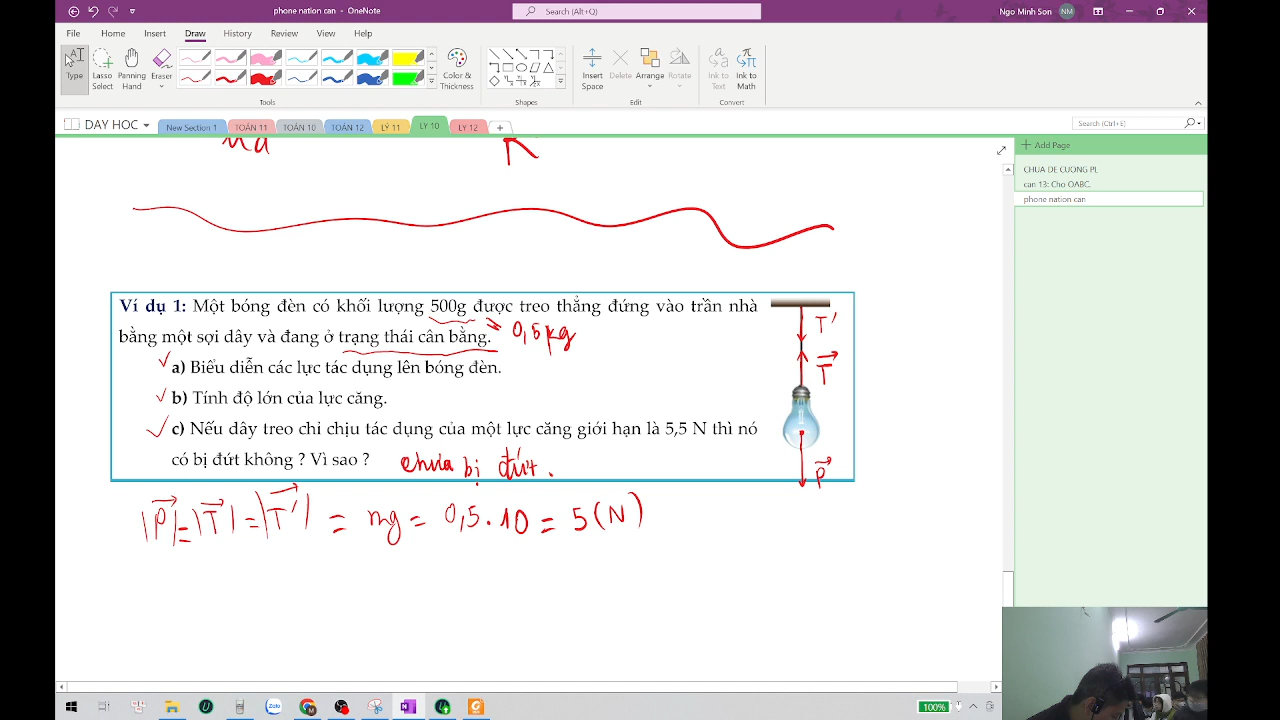 phone nation can - OneNote
Search (Alt+Q)
Ngo Minh Son
NM
File Home Insert Draw History Review View Help
Type
Lasso Select
Panning Hand
Eraser
Color & Thickness
Insert Space
Delete
Arrange
Rotate
Ink to Text
Ink to Math
Tools
Shapes
Edit
Convert
DAY HOC
New Section 1
TOÁN 11
TOÁN 10
TOÁN 12
LÝ 11
LY 10
LY 12
Search (Ctrl+E)
Add Page
CHUA DE CUONG PL
can 13: Cho OABC.
phone nation can
Ví dụ 1: Một bóng đèn có khối lượng 500g được treo thẳng đứng vào trần nhà
bằng một sợi dây và đang ở trạng thái cân bằng.
= 0,5kg
a) Biểu diễn các lực tác dụng lên bóng đèn.
b) Tính độ lớn của lực căng.
c) Nếu dây treo chỉ chịu tác dụng của một lực căng giới hạn là 5,5 N thì nó
có bị đứt không ? Vì sao ?
chưa bị đứt.
T'
T
P
|P| = |T| = |T'| = mg = 0,5 . 10 = 5 (N)
Zalo
100%